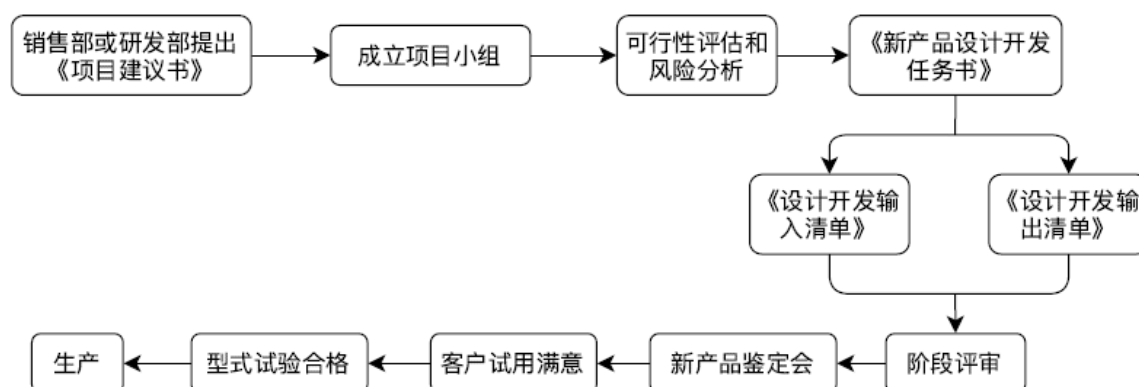 销售部或研发部提出
《项目建议书》
成立项目小组
可行性评估和
风险分析
《新产品设计开发
任务书》
《设计开发输
入清单》
《设计开发输
出清单》
阶段评审
新产品鉴定会
客户试用满意
型式试验合格
生产